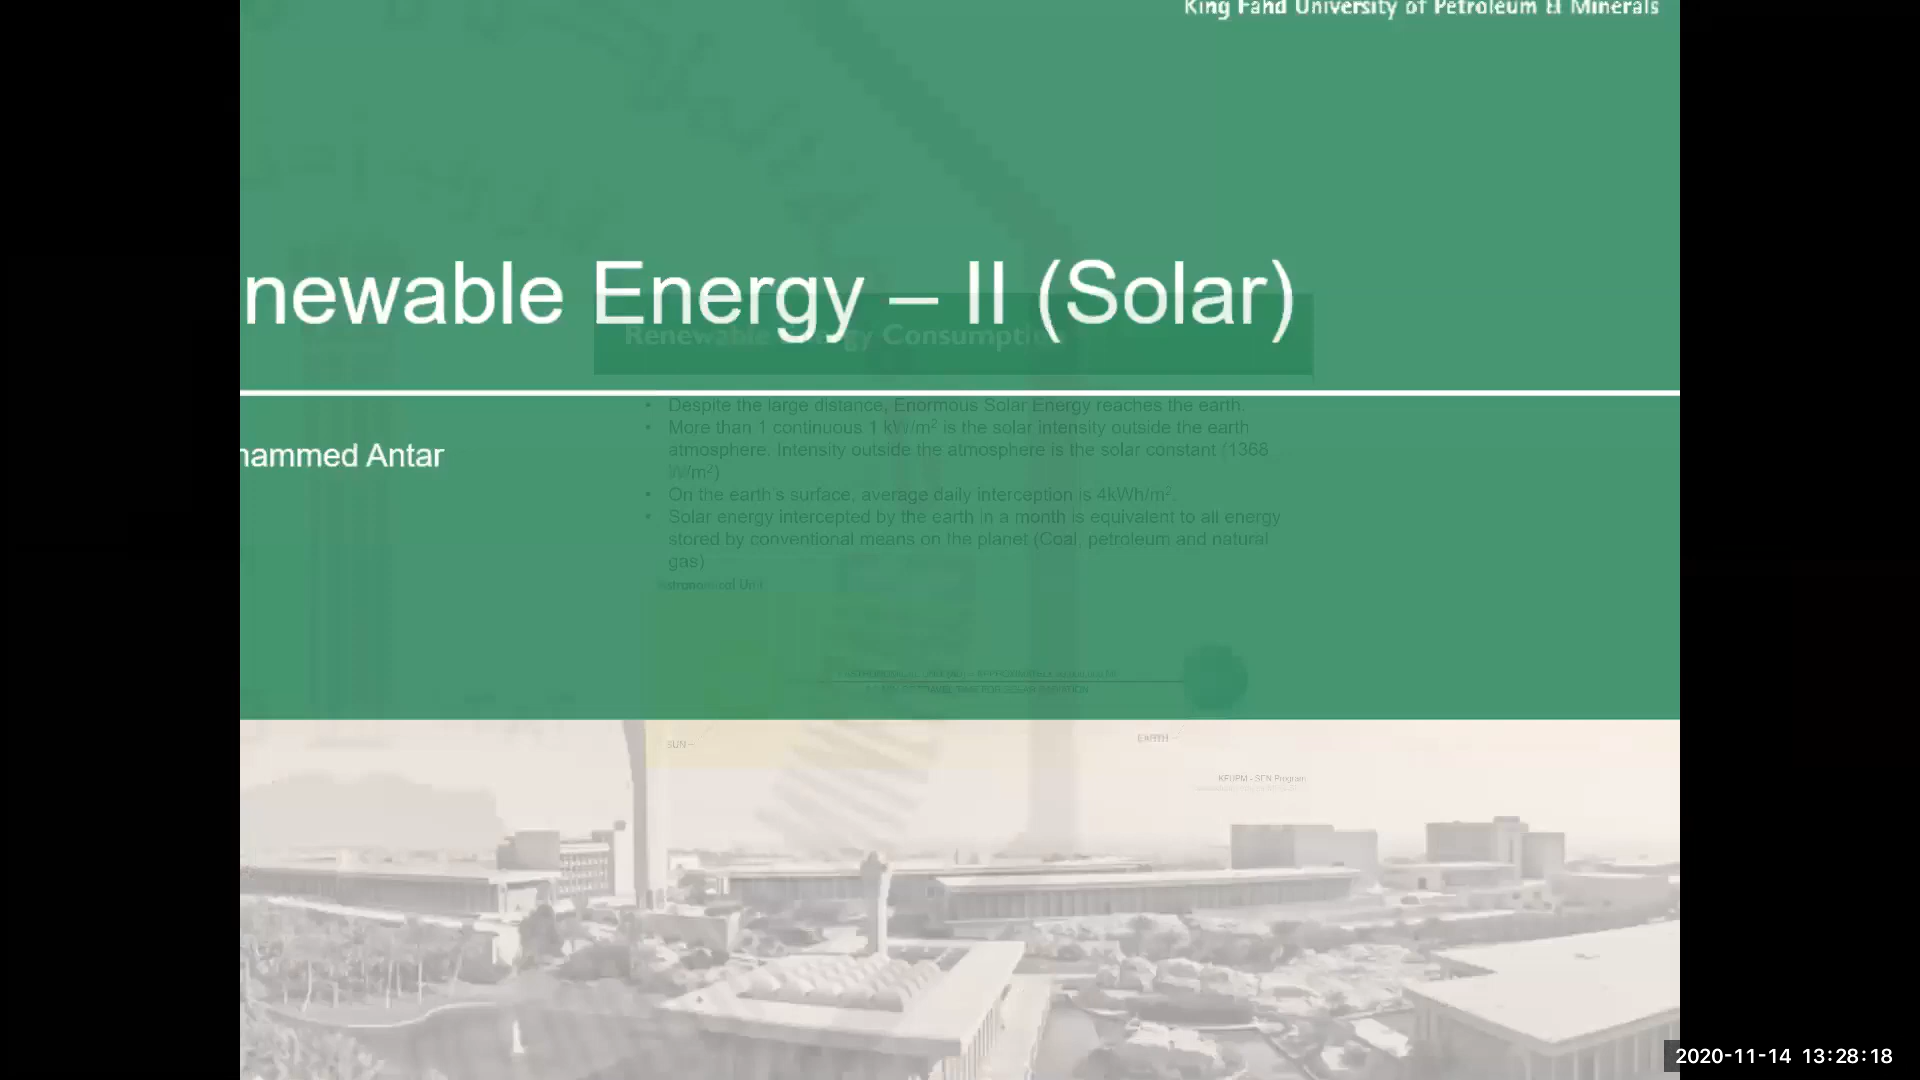 King Fahd University of Petroleum & Minerals
newable Energy – II (Solar)
Renewable Energy Consumption
hammed Antar
• Despite the large distance, Enormous Solar Energy reaches the earth.
• More than 1 continuous 1 kW/m² is the solar intensity outside the earth
atmosphere. Intensity outside the atmosphere is the solar constant (1368
W/m²)
• On the earth's surface, average daily interception is 4kWh/m².
• Solar energy intercepted by the earth in a month is equivalent to all energy
stored by conventional means on the planet (Coal, petroleum and natural
gas)
Astronomical Unit
SUN
EARTH
KFUPM - SEN Program
2020-11-14 13:28:18